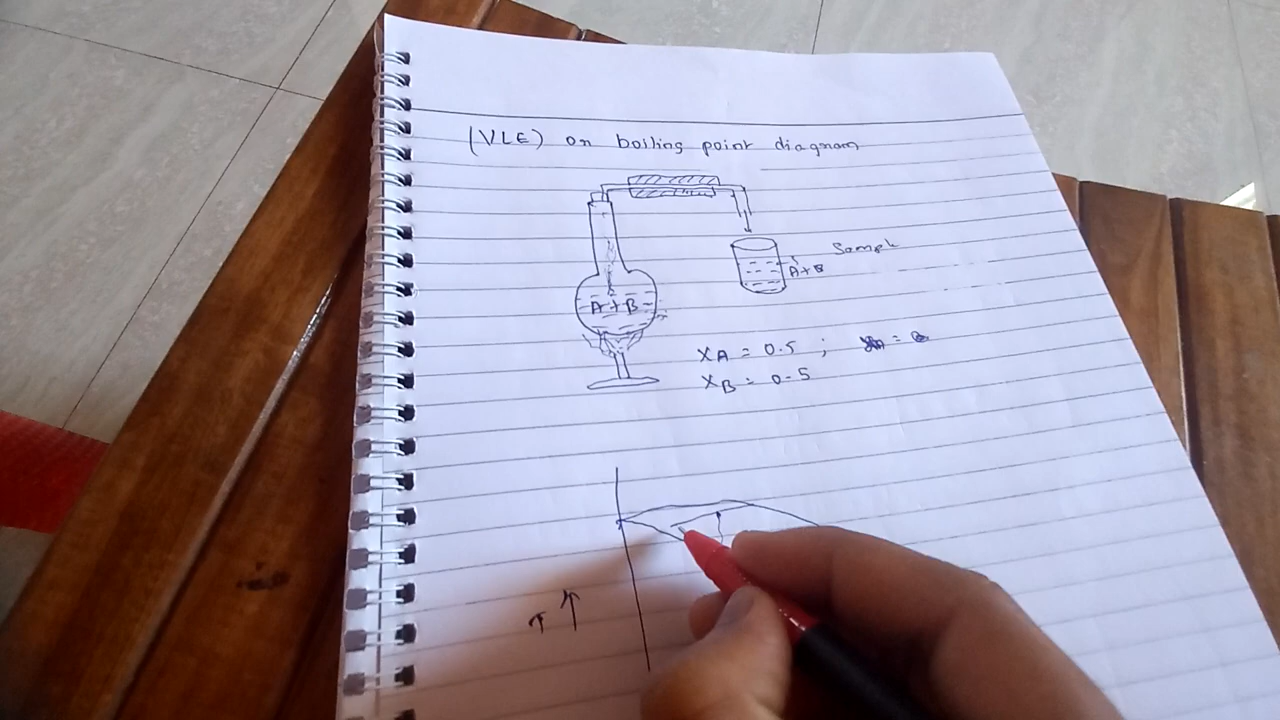 (VLE) on boiling point diagram
Sample
A+B
A+B
XA = 0.5 ;
XB = 0.5
T